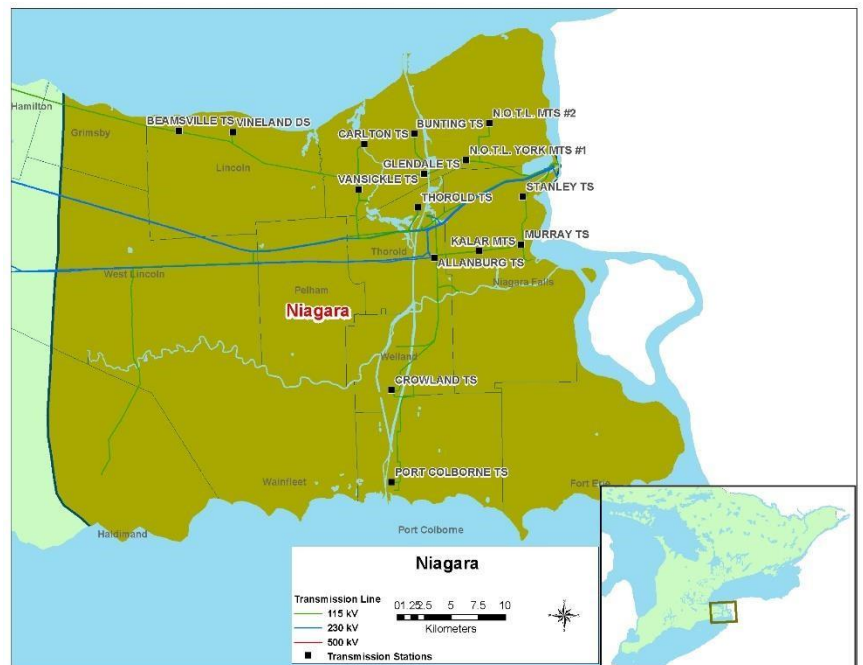 Hamilton
Grimsby
BEAMSVILLE TS
VINELAND DS
Lincoln
CARLTON TS
BUNTING TS
N.O.T.L. MTS #2
GLENDALE TS
N.O.T.L. YORK MTS #1
VANSICKLE TS
STANLEY TS
THOROLD TS
Thorold
KALAR MTS
MURRAY TS
ALLANBURG TS
West Lincoln
Pelham
Niagara Falls
Niagara
Welland
CROWLAND TS
PORT COLBORNE TS
Wainfleet
Fort Erie
Haldimand
Port Colborne
Niagara
Transmission Line
115 kV
230 kV
500 kV
Transmission Stations
0 1.25 2.5 5 7.5 10
Kilometers